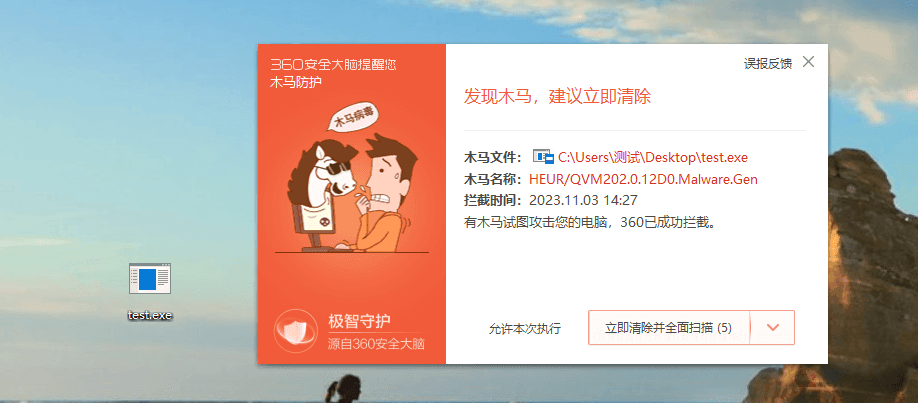 360安全大脑提醒您
木马防护
误报反馈
发现木马，建议立即清除
木马病毒
木马文件： C:\Users\测试\Desktop\test.exe
木马名称： HEUR/QVM202.0.12D0.Malware.Gen
拦截时间： 2023.11.03 14:27
有木马试图攻击您的电脑，360已成功拦截。
test.exe
极智守护
源自360安全大脑
允许本次执行
立即清除并全面扫描 (5)